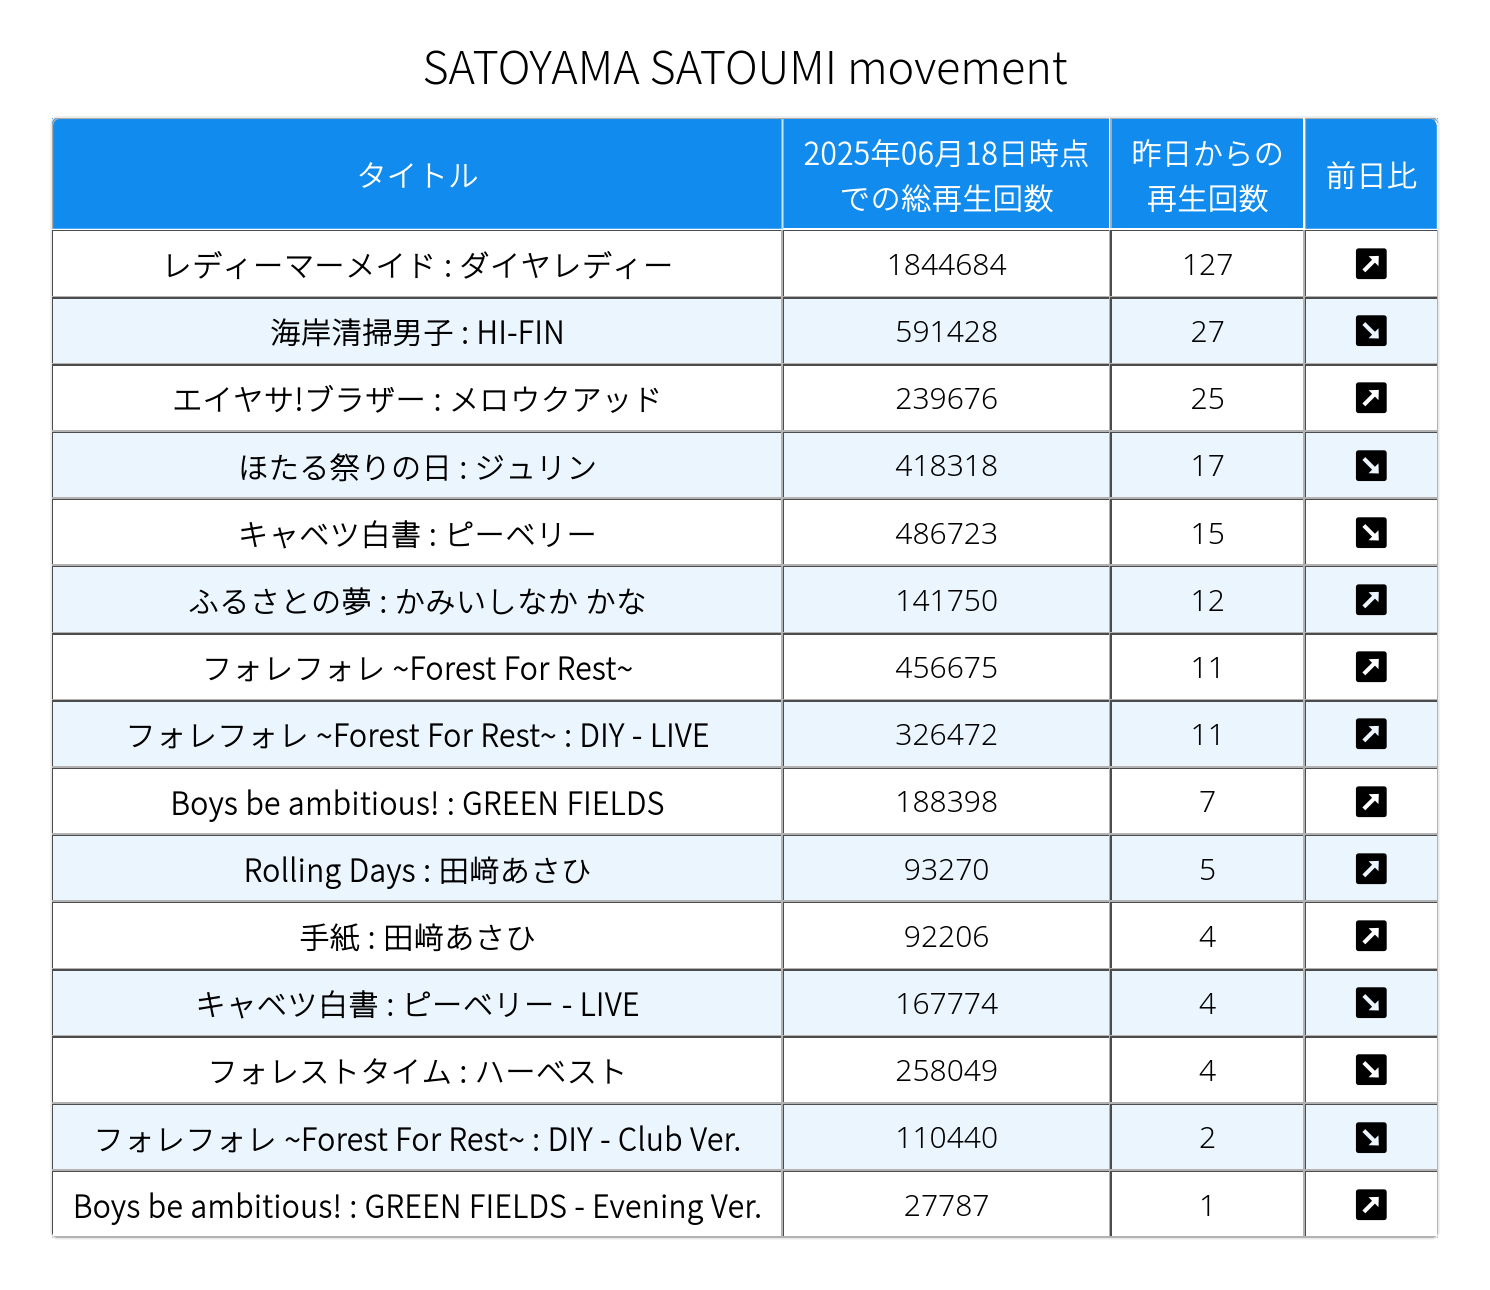 SATOYAMA SATOUMI movement
タイトル 2025年06月18日時点での総再生回数 昨日からの再生回数 前日比
レディーマーメイド : ダイヤレディー 1844684 127 ↗
海岸清掃男子 : HI-FIN 591428 27 ↘
エイヤサ!ブラザー : メロウクアッド 239676 25 ↗
ほたる祭りの日 : ジュリン 418318 17 ↘
キャベツ白書 : ピーベリー 486723 15 ↘
ふるさとの夢 : かみいしなか かな 141750 12 ↗
フォレフォレ ~Forest For Rest~ 456675 11 ↗
フォレフォレ ~Forest For Rest~ : DIY - LIVE 326472 11 ↗
Boys be ambitious! : GREEN FIELDS 188398 7 ↗
Rolling Days : 田﨑あさひ 93270 5 ↗
手紙 : 田﨑あさひ 92206 4 ↗
キャベツ白書 : ピーベリー - LIVE 167774 4 ↘
フォレストタイム : ハーベスト 258049 4 ↘
フォレフォレ ~Forest For Rest~ : DIY - Club Ver. 110440 2 ↘
Boys be ambitious! : GREEN FIELDS - Evening Ver. 27787 1 ↗